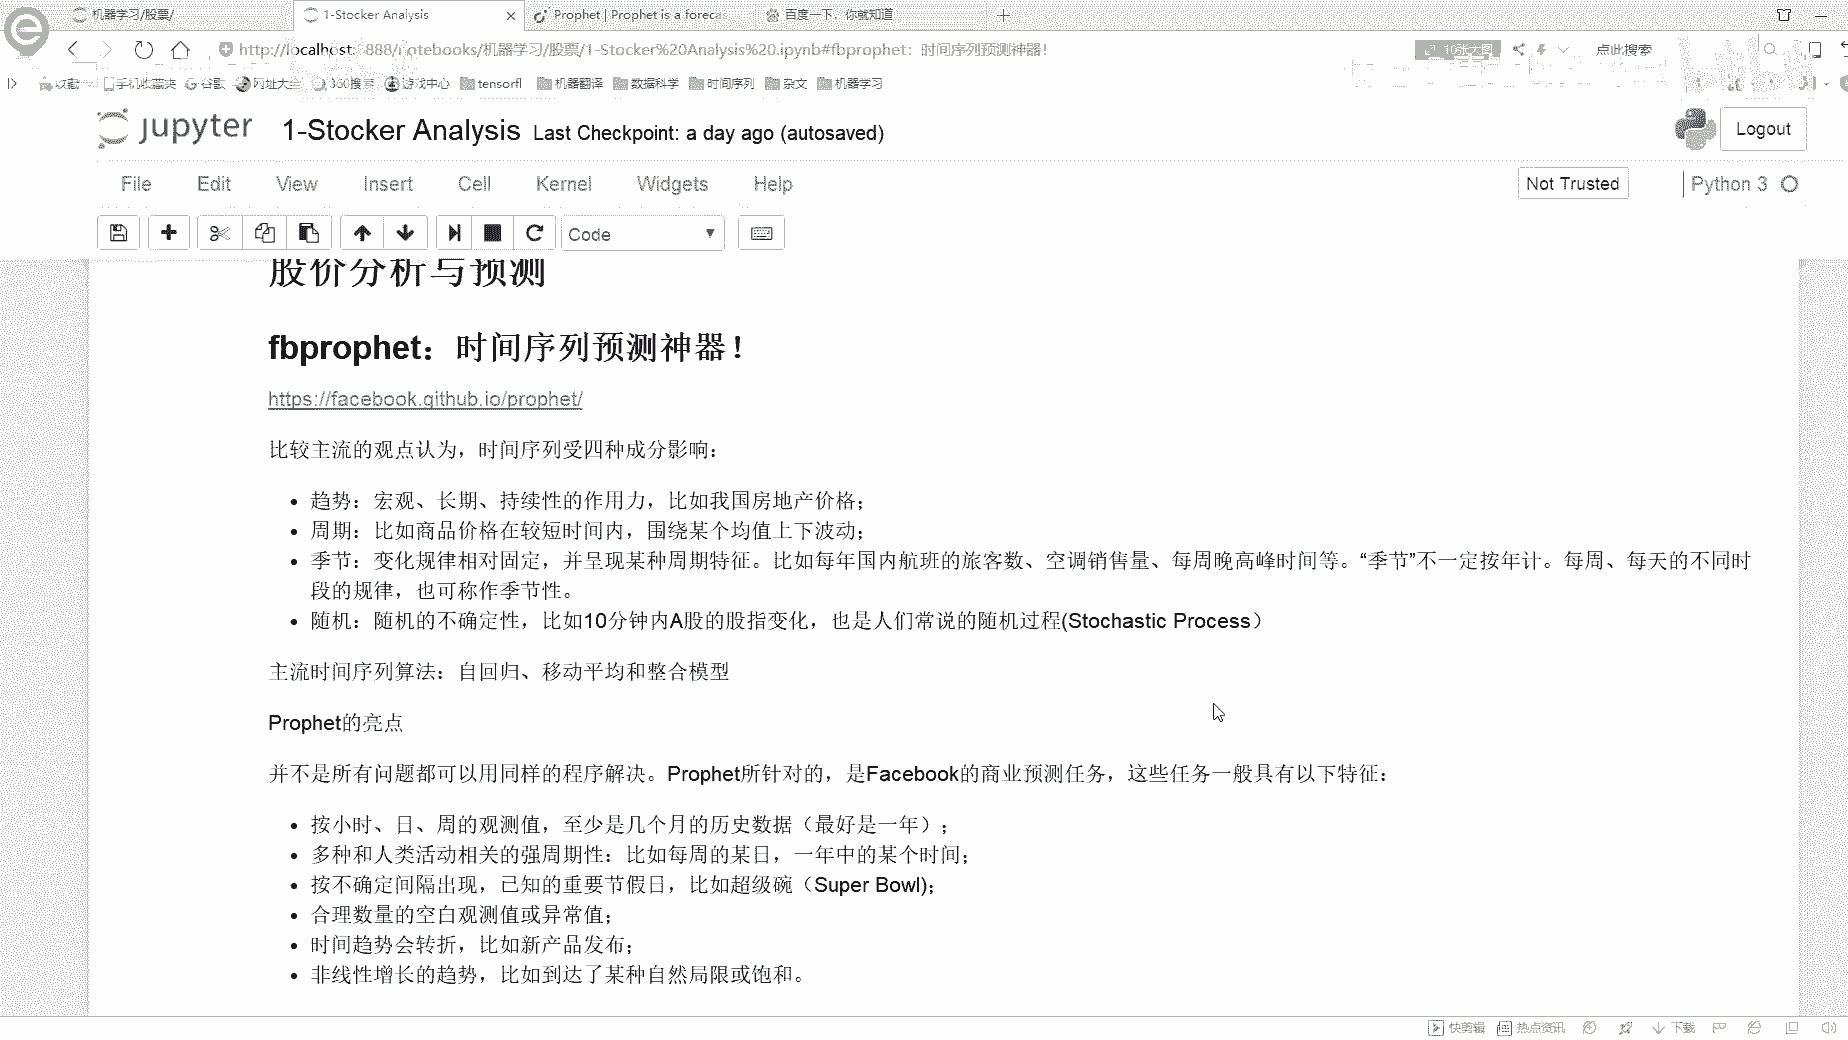 机器学习/股票/
1-Stocker Analysis
Prophet | Prophet is a forecas
百度一下，你就知道
http://localhost:8888/notebooks/机器学习/股票/1-Stocker%20Analysis%20.ipynb#fbprophet：时间序列预测神器！
10张大图
点此搜索
收藏 手机收藏夹 谷歌 网址大全 360搜索 游戏中心 tensorfl 机器翻译 数据科学 时间序列 杂文 机器学习
jupyter 1-Stocker Analysis Last Checkpoint: a day ago (autosaved)
Logout
File Edit View Insert Cell Kernel Widgets Help
Not Trusted
Python 3
Code
股价分析与预测
fbprophet：时间序列预测神器！
https://facebook.github.io/prophet/
比较主流的观点认为，时间序列受四种成分影响：
趋势：宏观、长期、持续性的作用力，比如我国房地产价格；
周期：比如商品价格在较短时间内，围绕某个均值上下波动；
季节：变化规律相对固定，并呈现某种周期特征。比如每年国内航班的旅客数、空调销售量、每周晚高峰时间等。“季节”不一定按年计。每周、每天的不同时
段的规律，也可称作季节性。
随机：随机的不确定性，比如10分钟内A股的股指变化，也是人们常说的随机过程(Stochastic Process）
主流时间序列算法：自回归、移动平均和整合模型
Prophet的亮点
并不是所有问题都可以用同样的程序解决。Prophet所针对的，是Facebook的商业预测任务，这些任务一般具有以下特征：
按小时、日、周的观测值，至少是几个月的历史数据（最好是一年）；
多种和人类活动相关的强周期性：比如每周的某日，一年中的某个时间；
按不确定间隔出现，已知的重要节假日，比如超级碗（Super Bowl)；
合理数量的空白观测值或异常值；
时间趋势会转折，比如新产品发布；
非线性增长的趋势，比如到达了某种自然局限或饱和。
快剪辑 热点资讯 下载